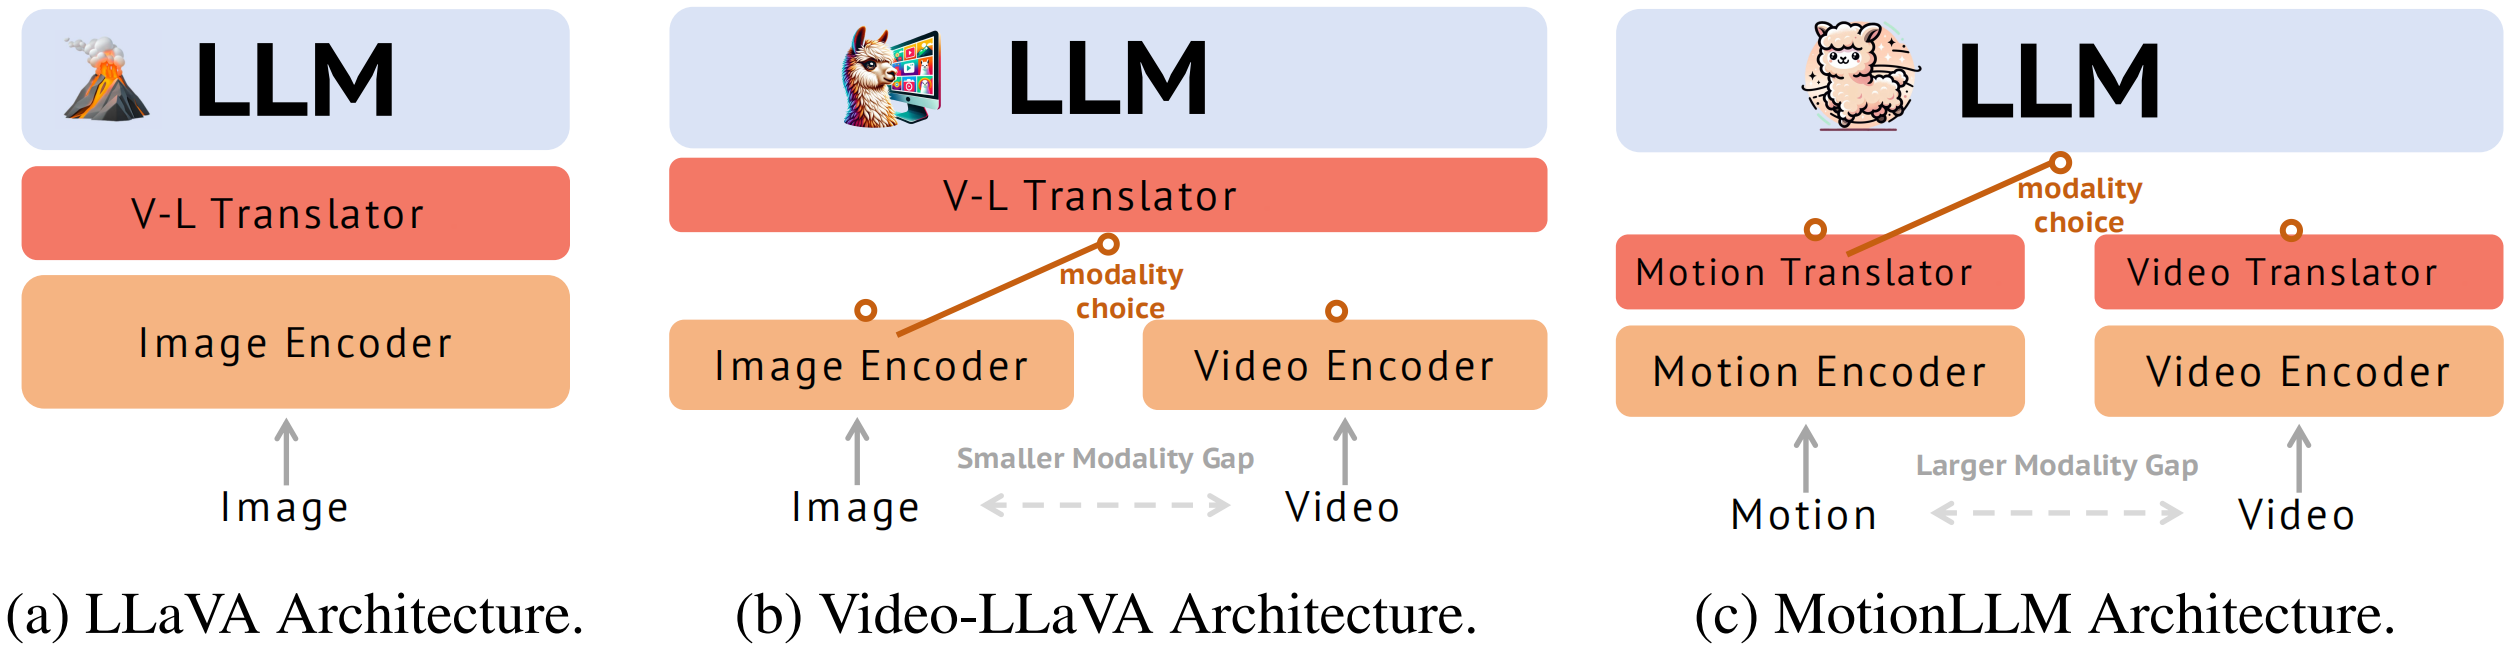 LLM
V-L Translator
Image Encoder
Image
(a) LLaVA Architecture.
LLM
V-L Translator
modality
choice
Image Encoder
Video Encoder
Smaller Modality Gap
Image
Video
(b) Video-LLaVA Architecture.
LLM
modality
choice
Motion Translator
Video Translator
Motion Encoder
Video Encoder
Larger Modality Gap
Motion
Video
(c) MotionLLM Architecture.